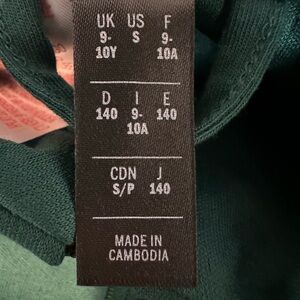 UK US F
9- S 9-
10Y 10A
D I E
140 9- 140
10A
CDN J
S/P 140
MADE IN
CAMBODIA